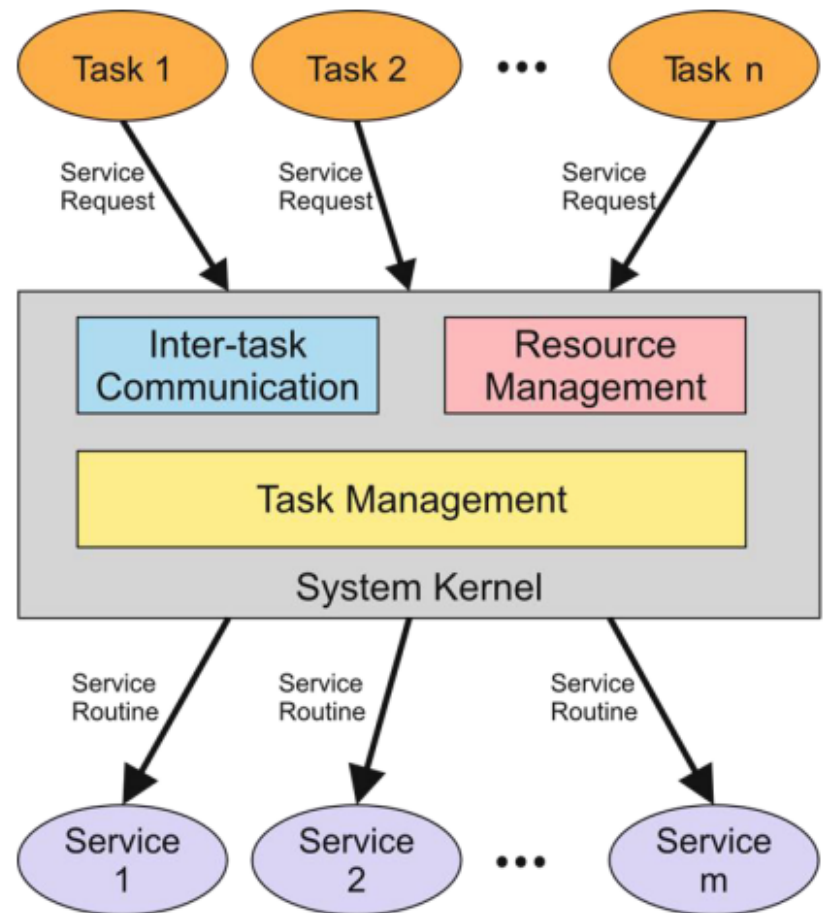 Task 1
Task 2
•••
Task n
Service
Request
Service
Request
Service
Request
Inter-task
Communication
Resource
Management
Task Management
System Kernel
Service
Routine
Service
Routine
Service
Routine
Service
1
Service
2
•••
Service
m